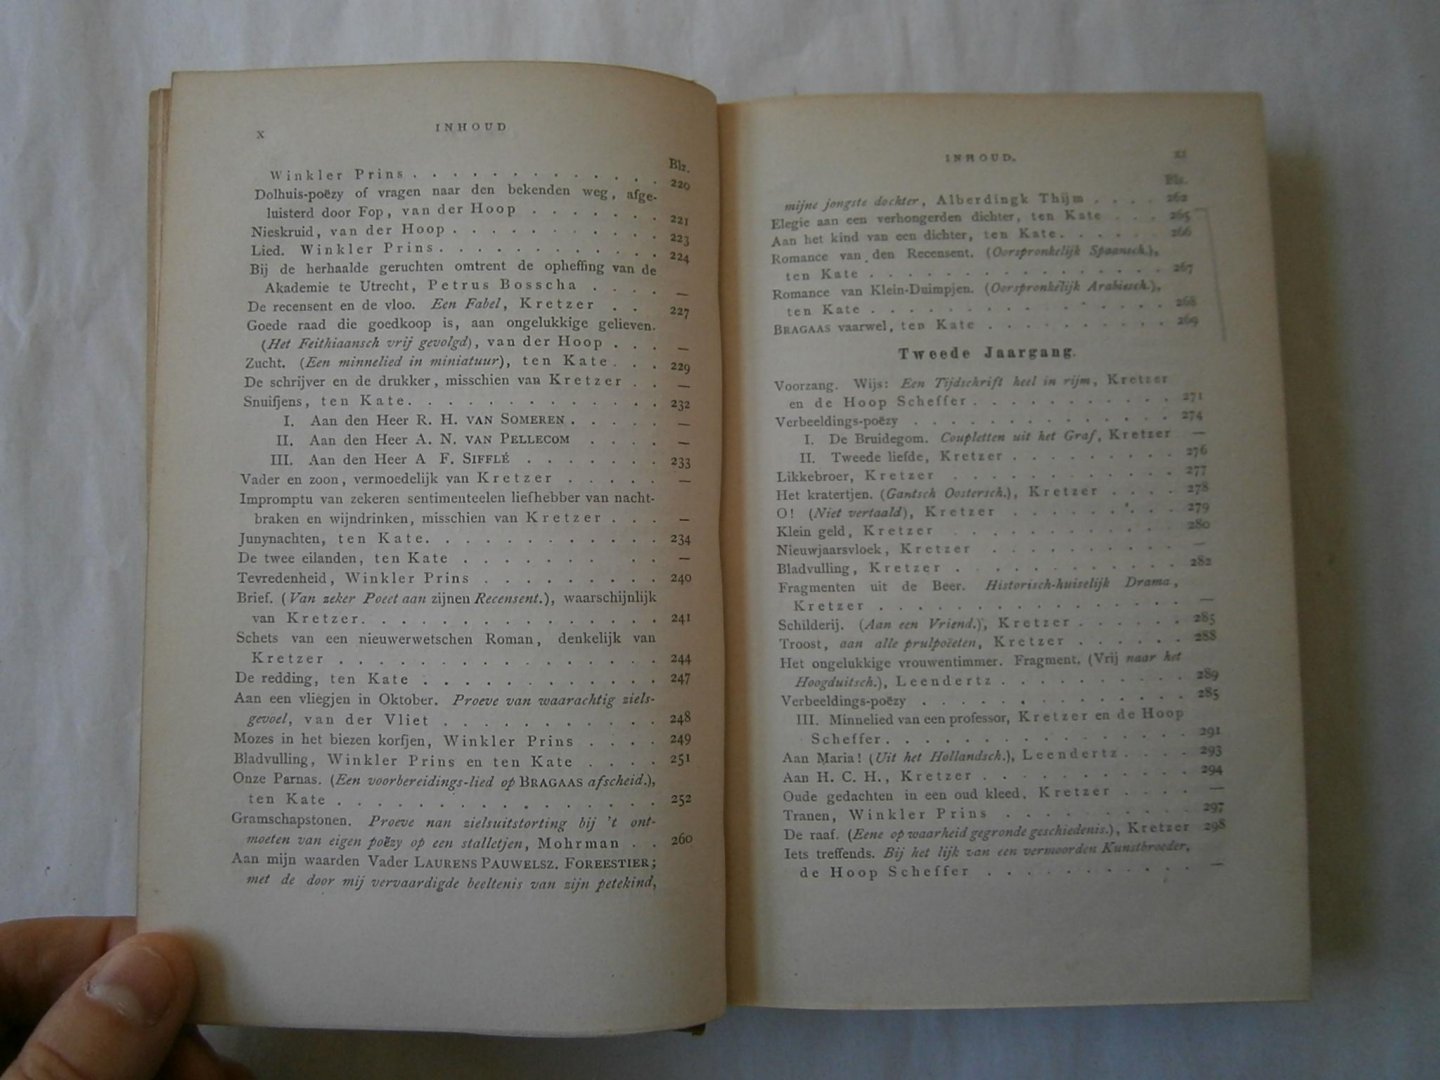 X
INHOUD
Blz.
Winkler Prins . . . . . . . . . . . . 220
Dolhuis-poëzy of vragen naar den bekenden weg, afge-
luisterd door Fop, van der Hoop . . . . . . . 221
Nieskruid, van der Hoop . . . . . . . . . . . 223
Lied. Winkler Prins . . . . . . . . . . . . 224
Bij de herhaalde geruchten omtrent de opheffing van de
Akademie te Utrecht, Petrus Bosscha . . . . —
De recensent en de vloo. Een Fabel, Kretzer . . 227
Goede raad die goedkoop is, aan ongelukkige gelieven.
(Het Feithiaansch vrij gevolgd), van der Hoop . . . —
Zucht. (Een minnelied in miniatuur), ten Kate . . . 229
De schrijver en de drukker, misschien van Kretzer . . —
Snuifjens, ten Kate. . . . . . . . . . . . . 232
I. Aan den Heer R. H. VAN SOMEREN . . . . . —
II. Aan den Heer A. N. VAN PELLECOM . . . . —
III. Aan den Heer A F. SIFFLÉ . . . . . . . 233
Vader en zoon, vermoedelijk van Kretzer . . . . . —
Impromptu van zekeren sentimenteelen liefhebber van nacht-
braken en wijndrinken, misschien van Kretzer . . . —
Junynachten, ten Kate. . . . . . . . . . . . 234
De twee eilanden, ten Kate . . . . . . . . —
Tevredenheid, Winkler Prins . . . . . . . . . 240
Brief. (Van zeker Poeet aan zijnen Recensent.), waarschijnlijk
van Kretzer. . . . . . . . . . . . . . . 241
Schets van een nieuwerwetschen Roman, denkelijk van
Kretzer . . . . . . . . . . . . . . . . 244
De redding, ten Kate . . . . . . . . . . . . 247
Aan een vliegjen in Oktober. Proeve van waarachtig ziels-
gevoel, van der Vliet . . . . . . . . . . . 248
Mozes in het biezen korfjen, Winkler Prins . . . . 249
Bladvulling, Winkler Prins en ten Kate . . . . 251
Onze Parnas. (Een voorbereidings-lied op BRAGAAS afscheid.),
ten Kate . . . . . . . . . . . . . . . . 252
Gramschapstonen. Proeve nan zielsuitstorting bij 't ont-
moeten van eigen poëzy op een stalletjen, Mohrman . . 260
Aan mijn waarden Vader LAURENS PAUWELSZ. FOREESTIER;
met de door mij vervaardigde beeltenis van zijn petekind,
INHOUD.
XI
Blz.
mijne jongste dochter, Alberdingk Thijm . . . . 262
Elegie aan een verhongerden dichter, ten Kate . . . 265
Aan het kind van een dichter, ten Kate. . . . . . 266
Romance van den Recensent. (Oorspronkelijk Spaansch.),
ten Kate . . . . . . . . . . . . . . . . 267
Romance van Klein-Duimpjen. (Oorspronkelijk Arabiesch.),
ten Kate . . . . . . . . . . . . . . . . 268
BRAGAAS vaarwel, ten Kate . . . . . . . . . . 269
Tweede Jaargang.
Voorzang. Wijs: Een Tijdschrift heel in rijm, Kretzer
en de Hoop Scheffer . . . . . . . . . . . 271
Verbeeldings-poëzy . . . . . . . . . . . . . 274
I. De Bruidegom. Coupletten uit het Graf, Kretzer —
II. Tweede liefde, Kretzer . . . . . . . . . 276
Likkebroer, Kretzer . . . . . . . . . . . . 277
Het kratertjen. (Gantsch Oostersch.), Kretzer . . . . 278
O! (Niet vertaald), Kretzer . . . . . . . . . 279
Klein geld, Kretzer . . . . . . . . . . . . 280
Nieuwjaarsvloek, Kretzer . . . . . . . . . . —
Bladvulling, Kretzer . . . . . . . . . . . . 282
Fragmenten uit de Beer. Historisch-huiselijk Drama,
Kretzer . . . . . . . . . . . . . . . . —
Schilderij. (Aan een Vriend.), Kretzer . . . . . . 285
Troost, aan alle prulpoëeten, Kretzer . . . . . . 288
Het ongelukkige vrouwentimmer. Fragment. (Vrij naar het
Hoogduitsch.), Leendertz . . . . . . . . . . 289
Verbeeldings-poëzy . . . . . . . . . . . . . 285
III. Minnelied van een professor, Kretzer en de Hoop
Scheffer. . . . . . . . . . . . . . . 291
Aan Maria! (Uit het Hollandsch.), Leendertz . . . . 293
Aan H. C. H., Kretzer . . . . . . . . . . . 294
Oude gedachten in een oud kleed, Kretzer . . . . —
Tranen, Winkler Prins . . . . . . . . . . . 297
De raaf. (Eene op waarheid gegronde geschiedenis.), Kretzer 298
Iets treffends. Bij het lijk van een vermoorden Kunstbroeder,
de Hoop Scheffer . . . . . . . . . . . —